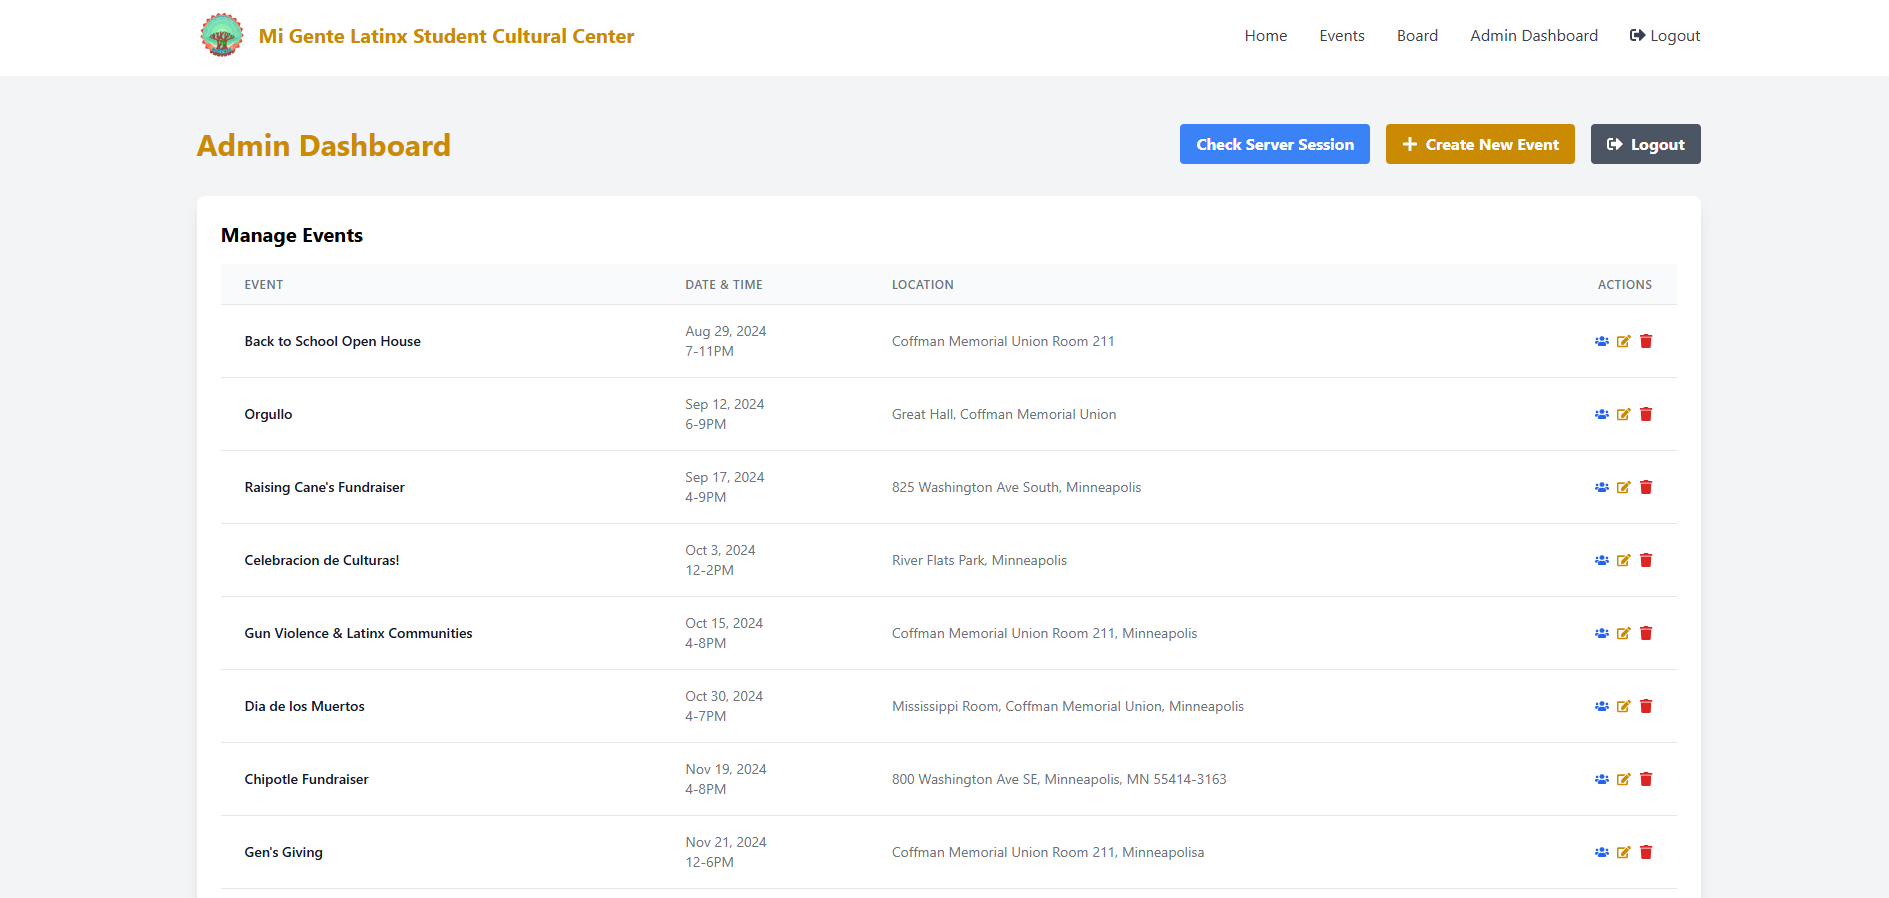 Mi Gente Latinx Student Cultural Center
Home
Events
Board
Admin Dashboard
Logout
Admin Dashboard
Check Server Session
Create New Event
Logout
Manage Events
EVENT
DATE & TIME
LOCATION
ACTIONS
Back to School Open House
Aug 29, 2024
7-11PM
Coffman Memorial Union Room 211
Orgullo
Sep 12, 2024
6-9PM
Great Hall, Coffman Memorial Union
Raising Cane's Fundraiser
Sep 17, 2024
4-9PM
825 Washington Ave South, Minneapolis
Celebracion de Culturas!
Oct 3, 2024
12-2PM
River Flats Park, Minneapolis
Gun Violence & Latinx Communities
Oct 15, 2024
4-8PM
Coffman Memorial Union Room 211, Minneapolis
Dia de los Muertos
Oct 30, 2024
4-7PM
Mississippi Room, Coffman Memorial Union, Minneapolis
Chipotle Fundraiser
Nov 19, 2024
4-8PM
800 Washington Ave SE, Minneapolis, MN 55414-3163
Gen's Giving
Nov 21, 2024
12-6PM
Coffman Memorial Union Room 211, Minneapolisa